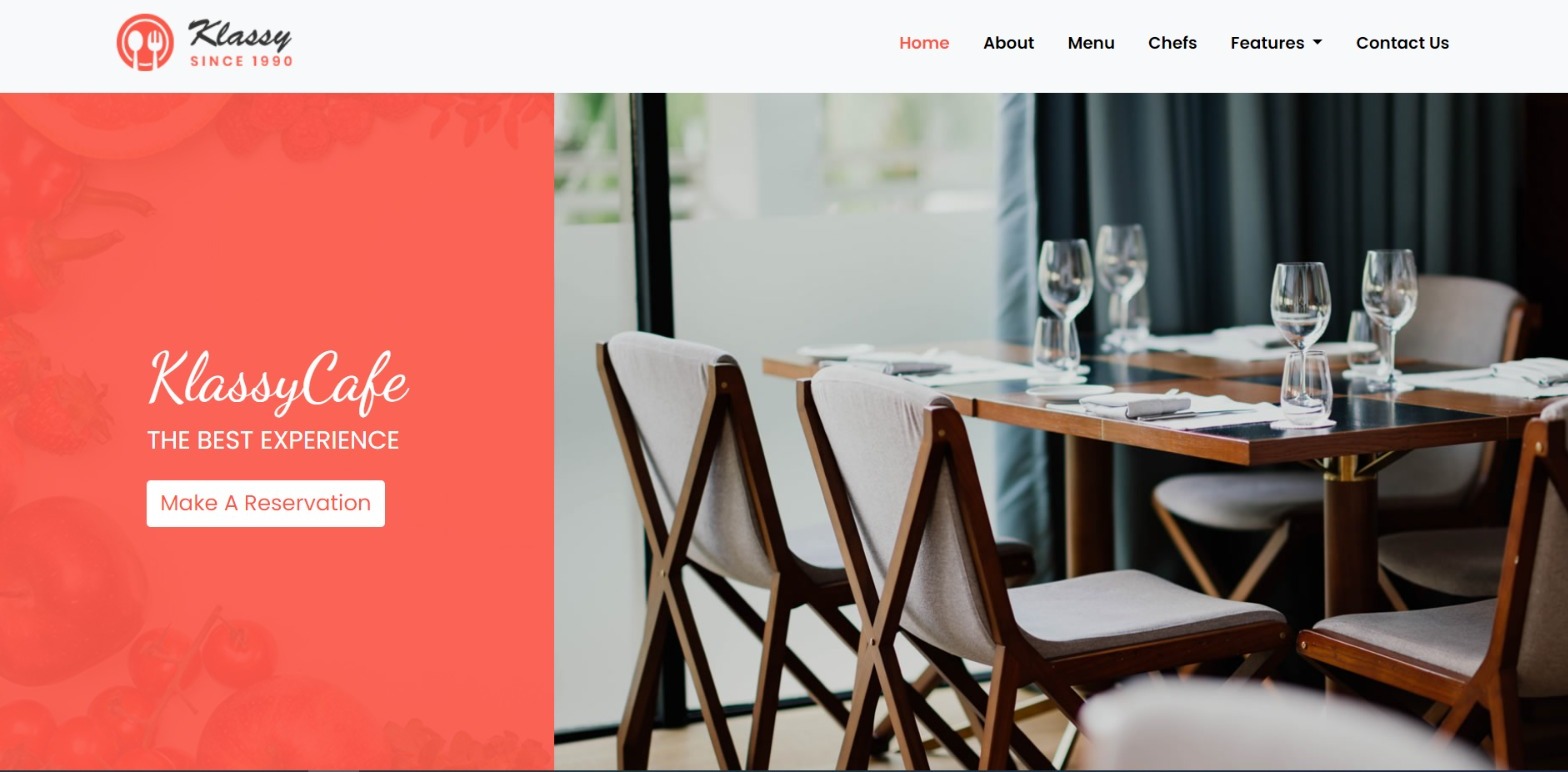 Klassy
SINCE 1990
Home About Menu Chefs Features Contact Us
KlassyCafe
THE BEST EXPERIENCE
Make A Reservation